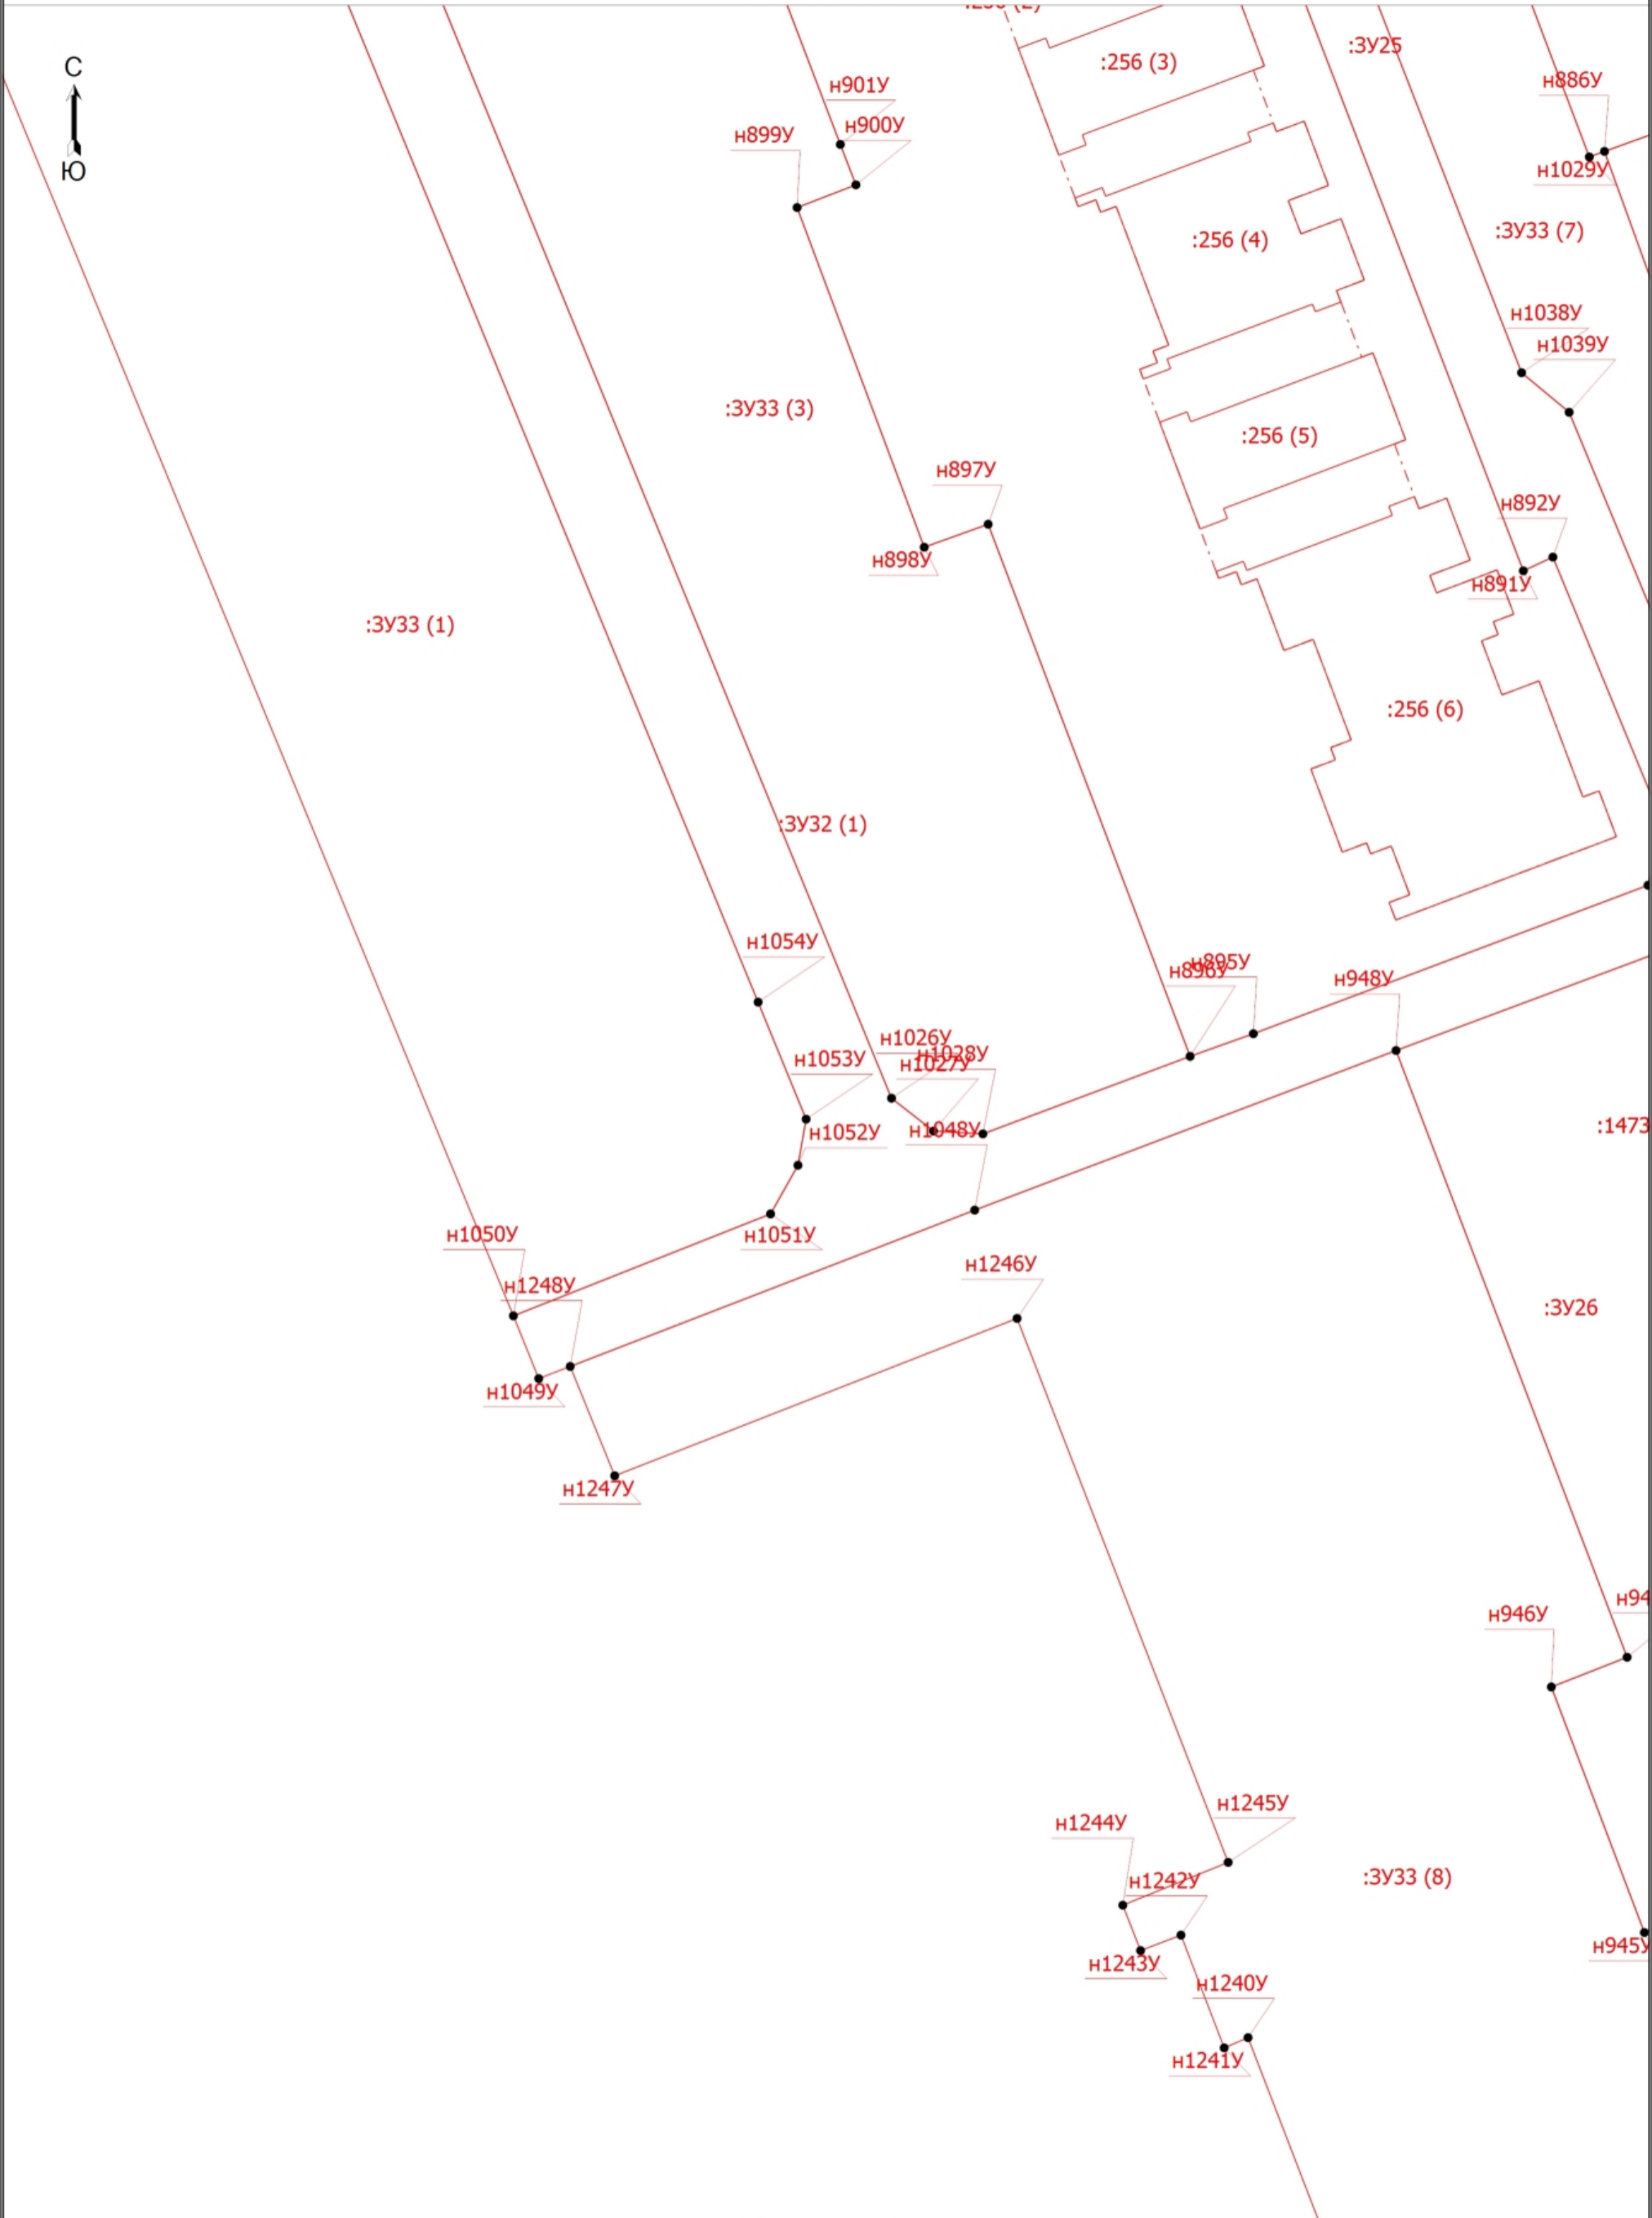 :256 (3)
:ЗУ25
С
Ю
н901У
н886У
н899У
н900У
н1029У
:256 (4)
:ЗУ33 (7)
н1038У
н1039У
:ЗУ33 (3)
:256 (5)
н897У
н892У
н898У
н891У
:ЗУ33 (1)
:256 (6)
:ЗУ32 (1)
н1054У
н895У
н896У
н948У
н1026У
н1028У
н1027У
н1053У
н1052У
н1048У
:1473
н1051У
н1050У
н1246У
н1248У
:ЗУ26
н1049У
н1247У
н946У
н94
н1245У
н1244У
:ЗУ33 (8)
н1242У
н945У
н1243У
н1240У
н1241У